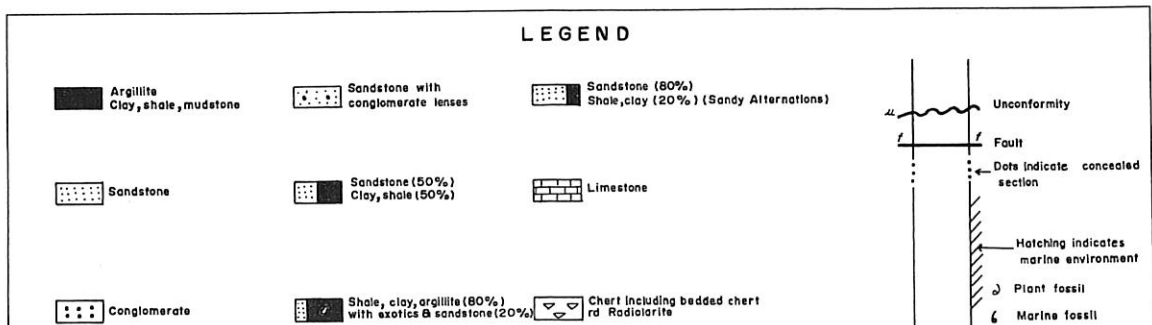 LEGEND
Argillite
Clay, shale, mudstone
Sandstone with
conglomerate lenses
Sandstone (80%)
Shale, clay (20%) (Sandy Alternations)
Sandstone
Sandstone (50%)
Clay, shale (50%)
Limestone
Conglomerate
Shale, clay, argillite (80%)
with exotics & sandstone (20%)
Chert including bedded chert
rd Radiolarite
u
Unconformity
f f
Fault
Dots indicate concealed
section
Hatching indicates
marine environment
Plant fossil
Marine fossil